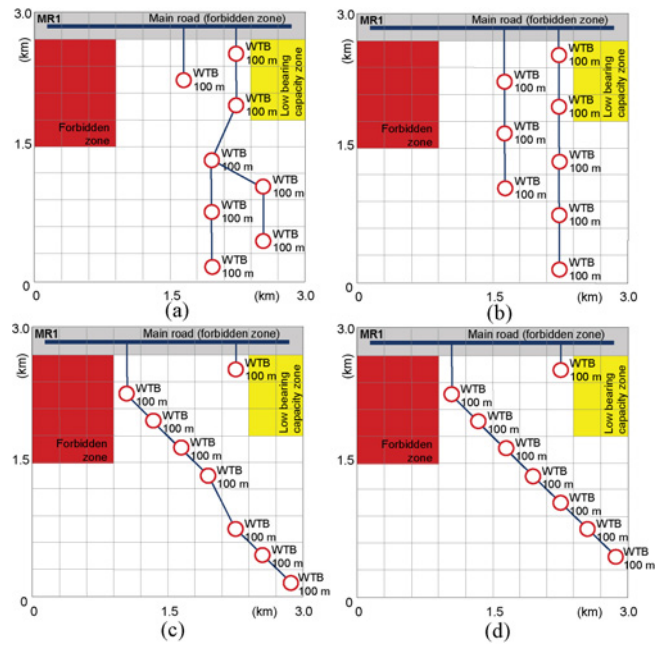 3.0
MR1 Main road (forbidden zone)
(km)
Forbidden
zone
Low bearing
capacity zone
WTB
100 m
WTB
100 m
WTB
100 m
WTB
100 m
WTB
100 m
WTB
100 m
WTB
100 m
WTB
100 m
1.5
0
0
1.5
(km)
3.0
(a)
3.0
MR1 Main road (forbidden zone)
(km)
Forbidden
zone
Low bearing
capacity zone
WTB
100 m
WTB
100 m
WTB
100 m
WTB
100 m
WTB
100 m
WTB
100 m
WTB
100 m
WTB
100 m
1.5
0
0
1.5
(km)
3.0
(b)
3.0
MR1 Main road (forbidden zone)
(km)
Forbidden
zone
Low bearing
capacity zone
WTB
100 m
WTB
100 m
WTB
100 m
WTB
100 m
WTB
100 m
WTB
100 m
WTB
100 m
WTB
100 m
1.5
0
0
1.5
(km)
3.0
(c)
3.0
MR1 Main road (forbidden zone)
(km)
Forbidden
zone
Low bearing
capacity zone
WTB
100 m
WTB
100 m
WTB
100 m
WTB
100 m
WTB
100 m
WTB
100 m
WTB
100 m
WTB
100 m
1.5
0
0
1.5
(km)
3.0
(d)